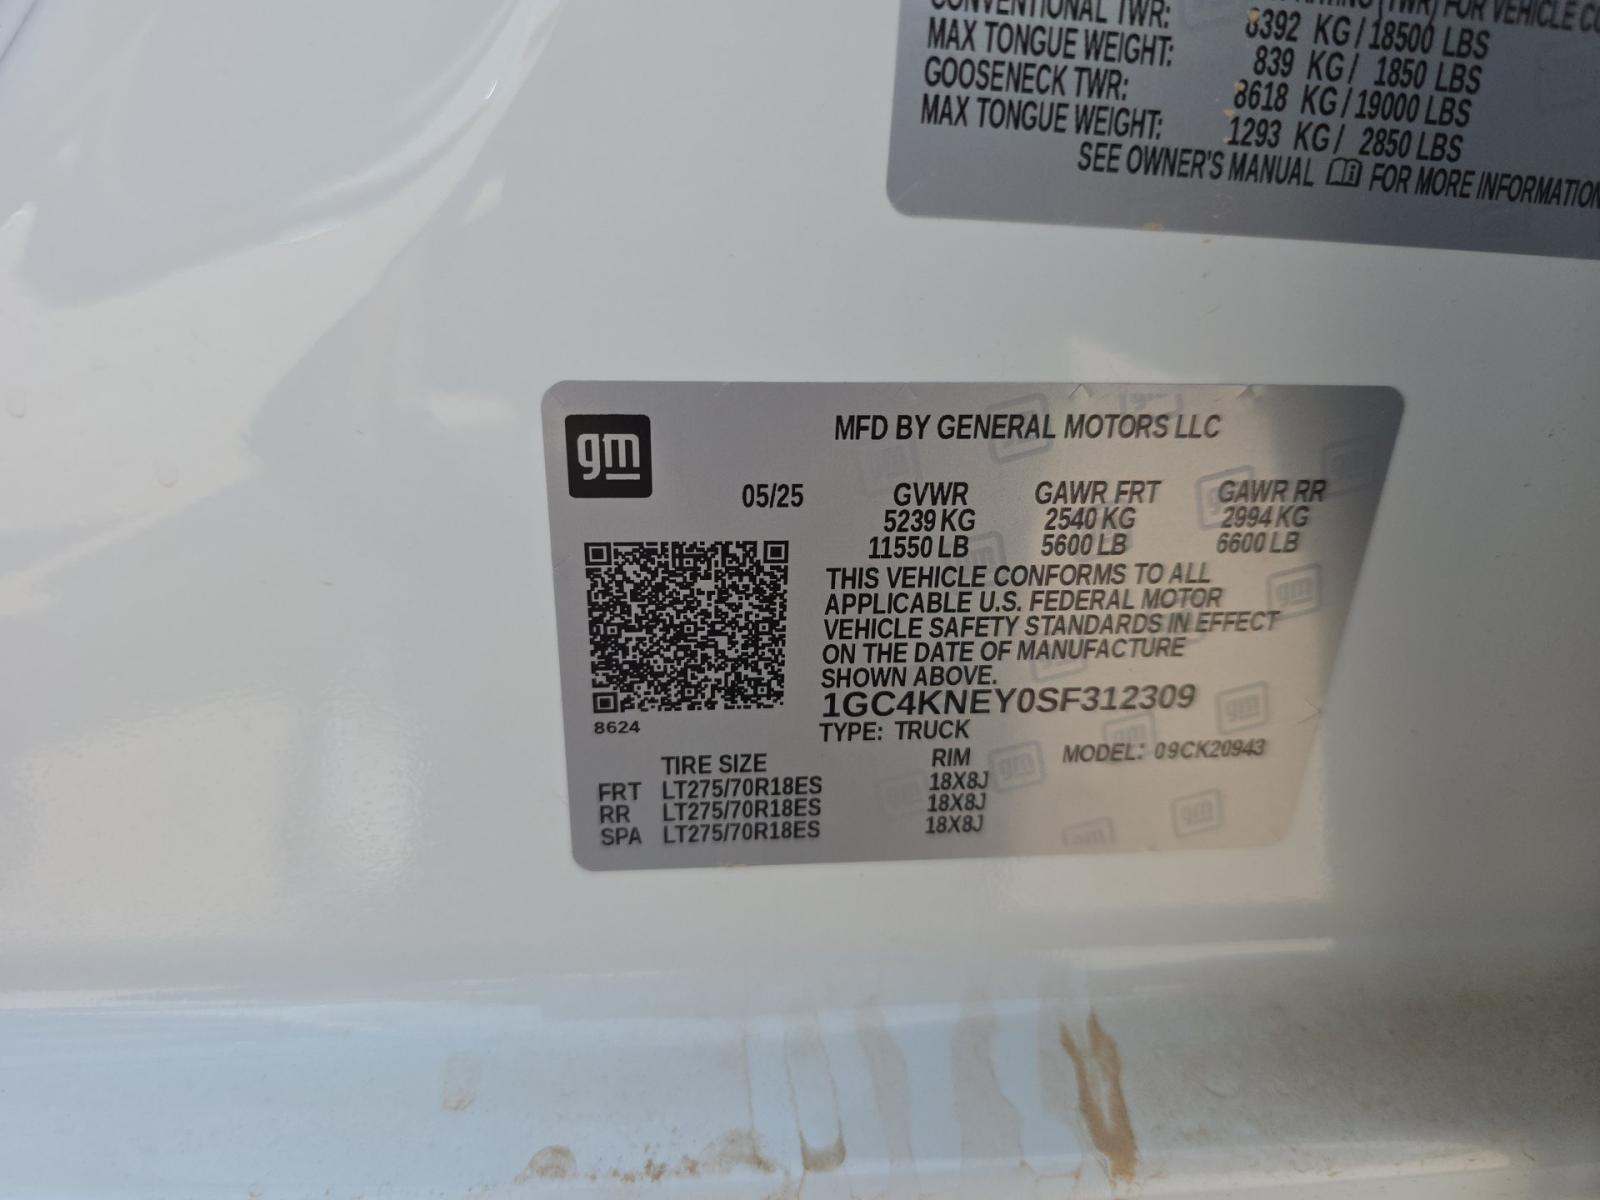 CONVENTIONAL TWR: 8392 KG / 18500 LBS
MAX TONGUE WEIGHT: 839 KG / 1850 LBS
GOOSENECK TWR: 8618 KG / 19000 LBS
MAX TONGUE WEIGHT: 1293 KG / 2850 LBS
SEE OWNER'S MANUAL FOR MORE INFORMATION
gm
MFD BY GENERAL MOTORS LLC
05/25 GVWR GAWR FRT GAWR RR
5239 KG 2540 KG 2994 KG
11550 LB 5600 LB 6600 LB
THIS VEHICLE CONFORMS TO ALL
APPLICABLE U.S. FEDERAL MOTOR
VEHICLE SAFETY STANDARDS IN EFFECT
ON THE DATE OF MANUFACTURE
SHOWN ABOVE.
1GC4KNEY0SF312309
8624
TYPE: TRUCK
TIRE SIZE RIM MODEL: 09CK20943
FRT LT275/70R18ES 18X8J
RR LT275/70R18ES 18X8J
SPA LT275/70R18ES 18X8J